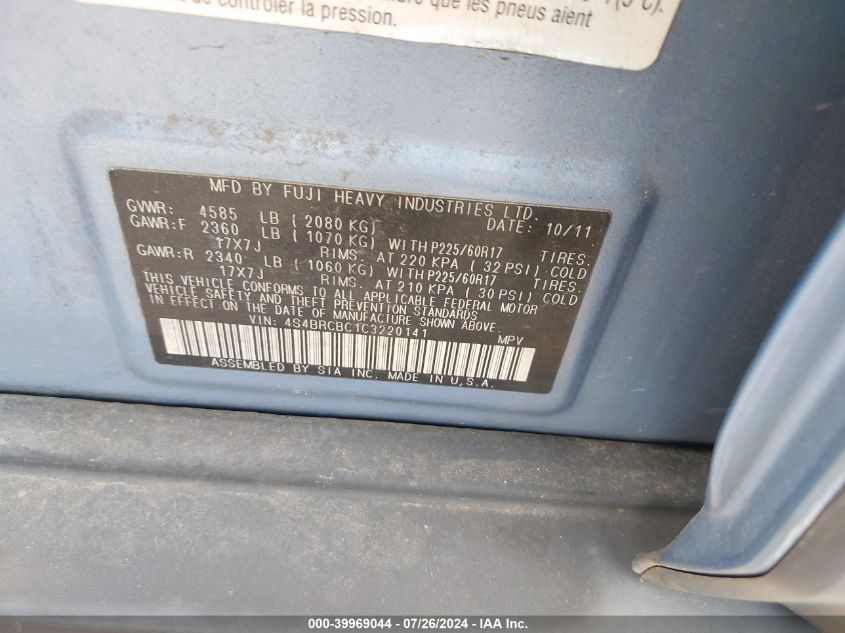 que les pneus aient
de contrôler la pression.
MFD BY FUJI HEAVY INDUSTRIES LTD.
GVWR: 4585 LB ( 2080 KG) DATE: 10/11
GAWR:F 2360 LB ( 1070 KG) WITH P225/60R17 TIRES,
17X7J RIMS, AT 220 KPA ( 32 PSI) COLD
GAWR:R 2340 LB ( 1060 KG) WITH P225/60R17 TIRES,
17X7J RIMS, AT 210 KPA ( 30 PSI) COLD
THIS VEHICLE CONFORMS TO ALL APPLICABLE FEDERAL MOTOR
VEHICLE SAFETY AND THEFT PREVENTION STANDARDS
IN EFFECT ON THE DATE OF MANUFACTURE SHOWN ABOVE.
VIN: 4S4BRCBC1C3220141 MPV
ASSEMBLED BY SIA INC. MADE IN U.S.A.
000-39969044 - 07/26/2024 - IAA Inc.